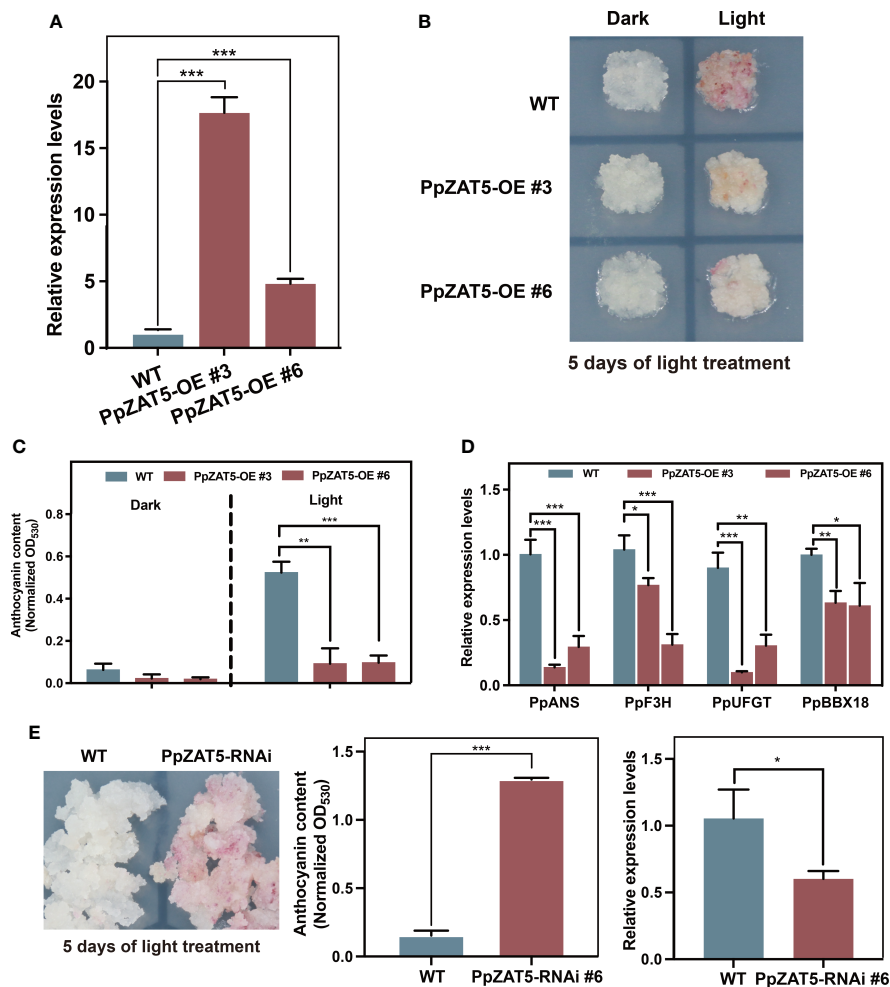 A
Relative expression levels
20
15
10
5
0
***
***
WT
PpZAT5-OE #3
PpZAT5-OE #6
B
Dark Light
WT
PpZAT5-OE #3
PpZAT5-OE #6
5 days of light treatment
C
Anthocyanin content
(Normalized OD530)
0.8
0.6
0.4
0.2
0.0
WT PpZAT5-OE #3 PpZAT5-OE #6
Dark Light
***
**
D
Relative expression levels
1.5
1.0
0.5
0.0
WT PpZAT5-OE #3 PpZAT5-OE #6
***
***
***
*
**
***
*
**
PpANS PpF3H PpUFGT PpBBX18
E
WT PpZAT5-RNAi
5 days of light treatment
Anthocyanin content
(Normalized OD530)
1.5
1.0
0.5
0.0
***
WT PpZAT5-RNAi #6
Relative expression levels
1.5
1.0
0.5
0.0
*
WT PpZAT5-RNAi #6